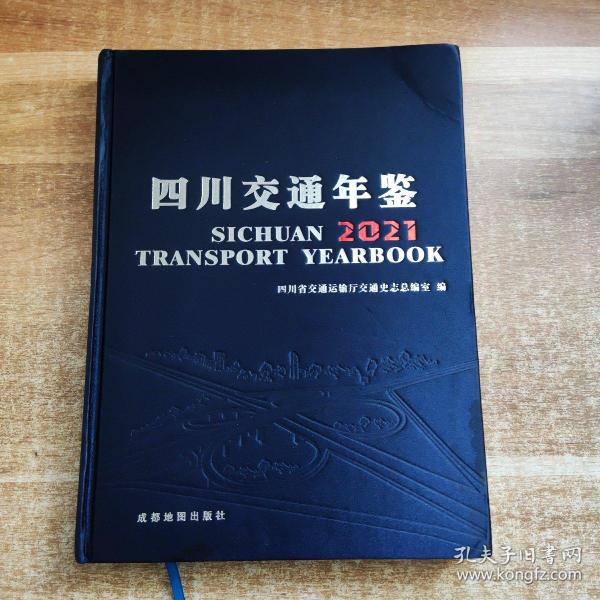 四川交通年鉴
SICHUAN 2021
TRANSPORT YEARBOOK
四川省交通运输厅交通史志总编室 编
成都地图出版社
孔夫子旧书网
www.kongfz.com